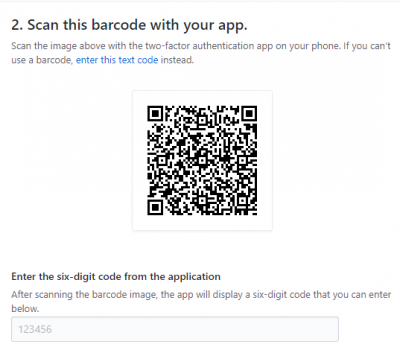 2. Scan this barcode with your app.
Scan the image above with the two-factor authentication app on your phone. If you can't
use a barcode, enter this text code instead.
Enter the six-digit code from the application
After scanning the barcode image, the app will display a six-digit code that you can enter
below.
123456